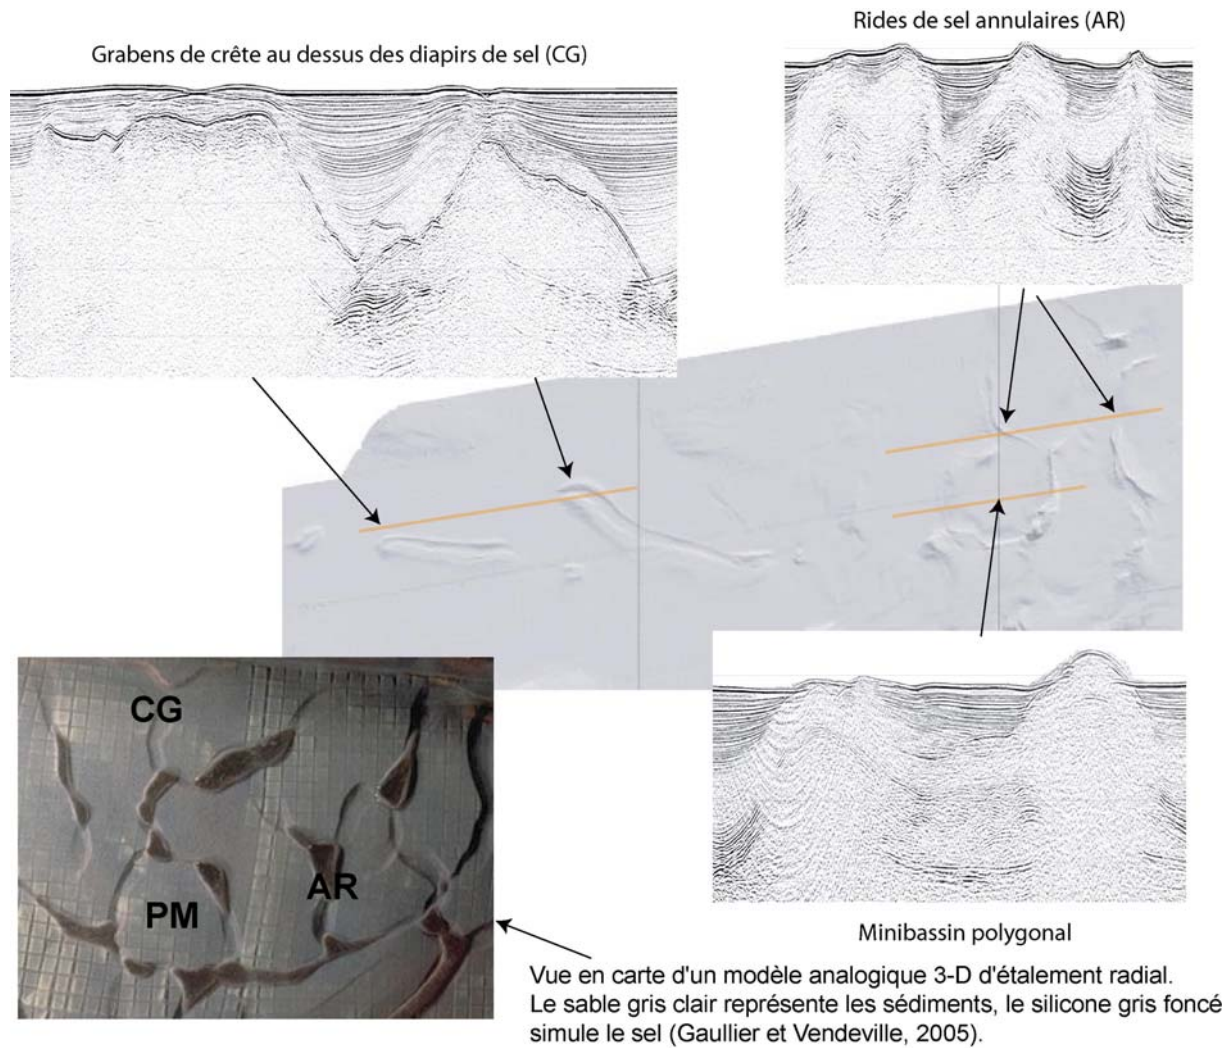 Rides de sel annulaires (AR)
Grabens de crête au dessus des diapirs de sel (CG)
CG
AR
PM
Minibassin polygonal
Vue en carte d'un modèle analogique 3-D d'étalement radial.
Le sable gris clair représente les sédiments, le silicone gris foncé
simule le sel (Gaullier et Vendeville, 2005).